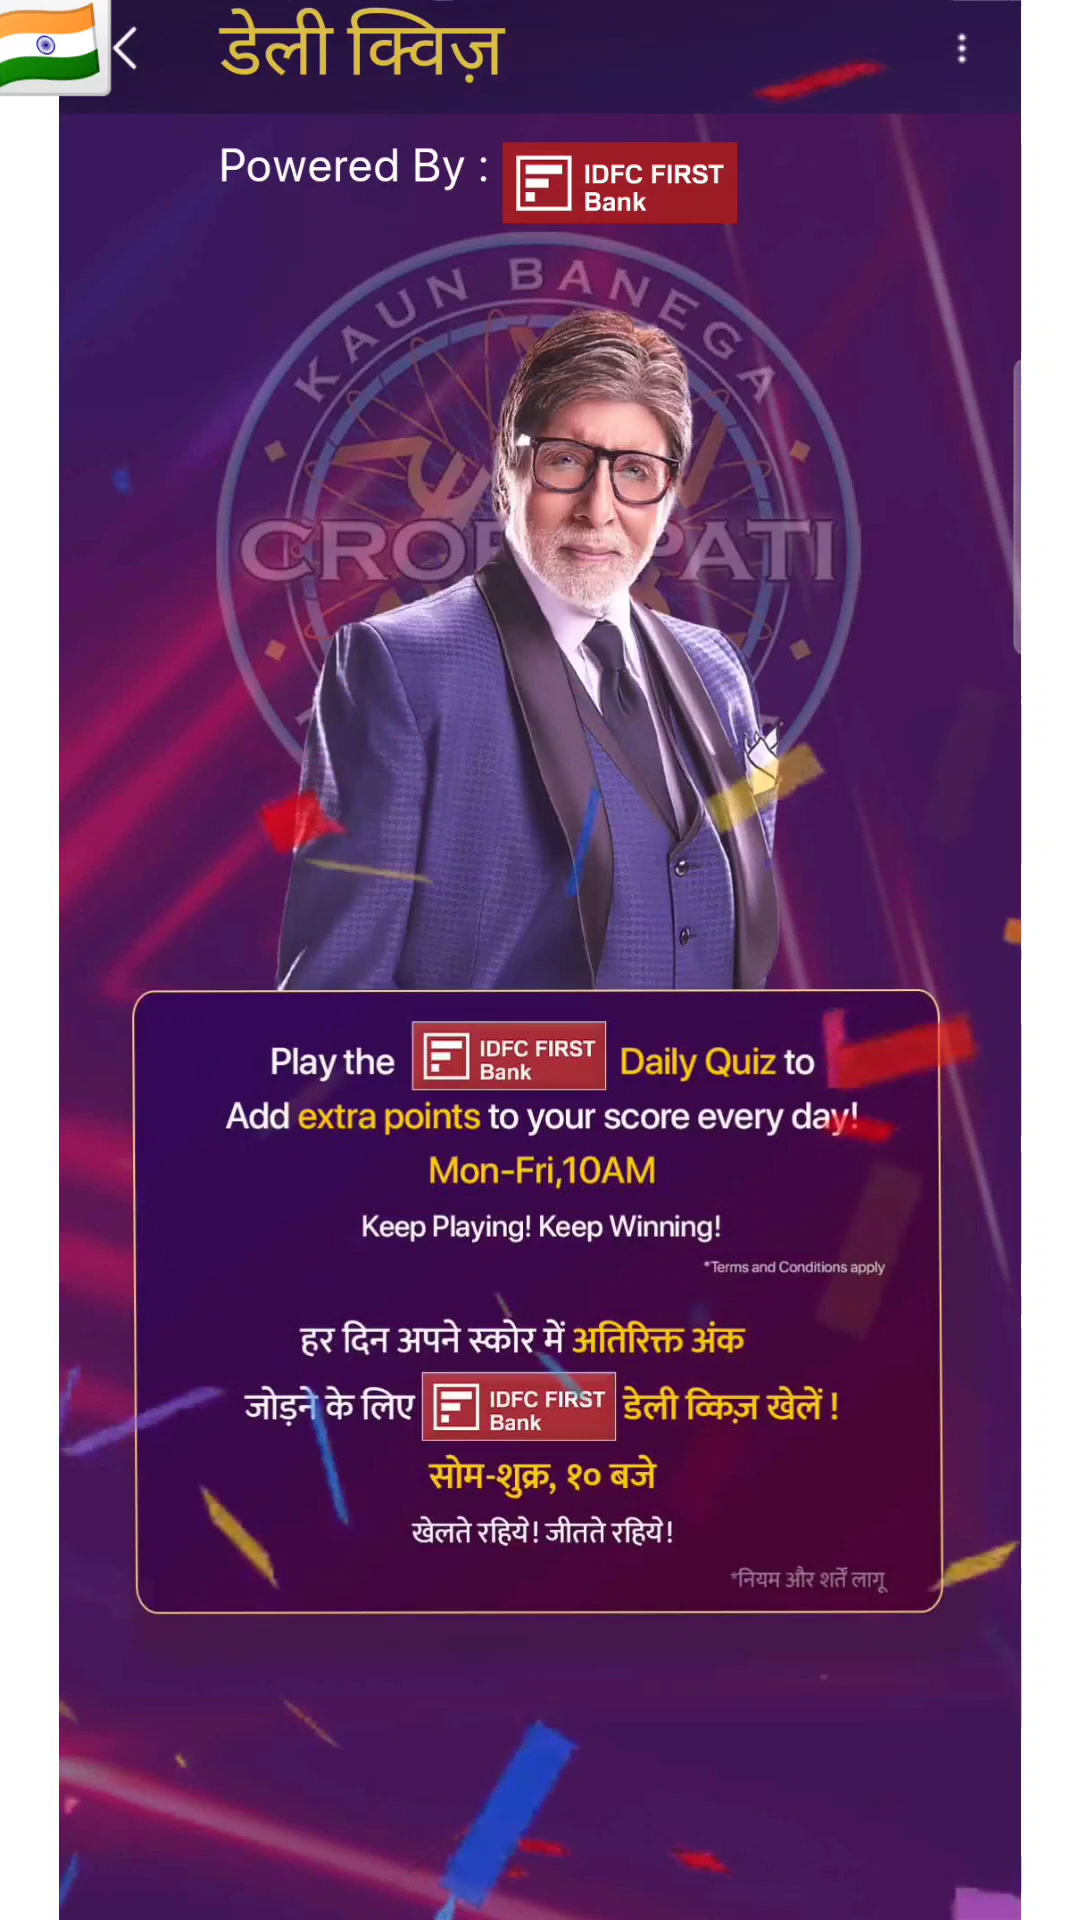 डेली क्विज़
Powered By : IDFC FIRST Bank
KAUN BANEGA
Play the IDFC FIRST Bank Daily Quiz to
Add extra points to your score every day!
Mon-Fri,10AM
Keep Playing! Keep Winning!
*Terms and Conditions apply
हर दिन अपने स्कोर में अतिरिक्त अंक
जोड़ने के लिए IDFC FIRST Bank डेली क्विज़ खेलें !
सोम-शुक्र, १० बजे
खेलते रहिये! जीतते रहिये!
*नियम और शर्तें लागू